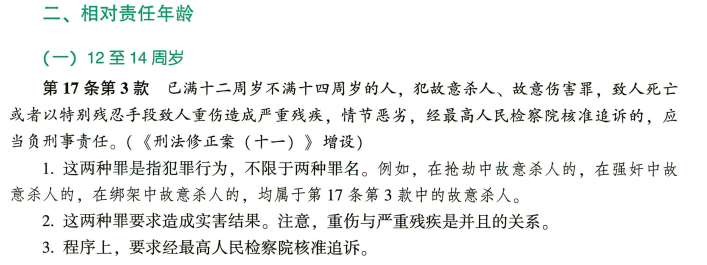 二、相对责任年龄
(一) 12 至 14 周岁
第 17 条第 3 款 已满十二周岁不满十四周岁的人，犯故意杀人、故意伤害罪，致人死亡
或者以特别残忍手段致人重伤造成严重残疾，情节恶劣，经最高人民检察院核准追诉的，应
当负刑事责任。(《刑法修正案（十一）》增设)
1. 这两种罪是指犯罪行为，不限于两种罪名。例如，在抢劫中故意杀人的，在强奸中故
意杀人的，在绑架中故意杀人的，均属于第 17 条第 3 款中的故意杀人。
2. 这两种罪要求造成实害结果。注意，重伤与严重残疾是并且的关系。
3. 程序上，要求经最高人民检察院核准追诉。